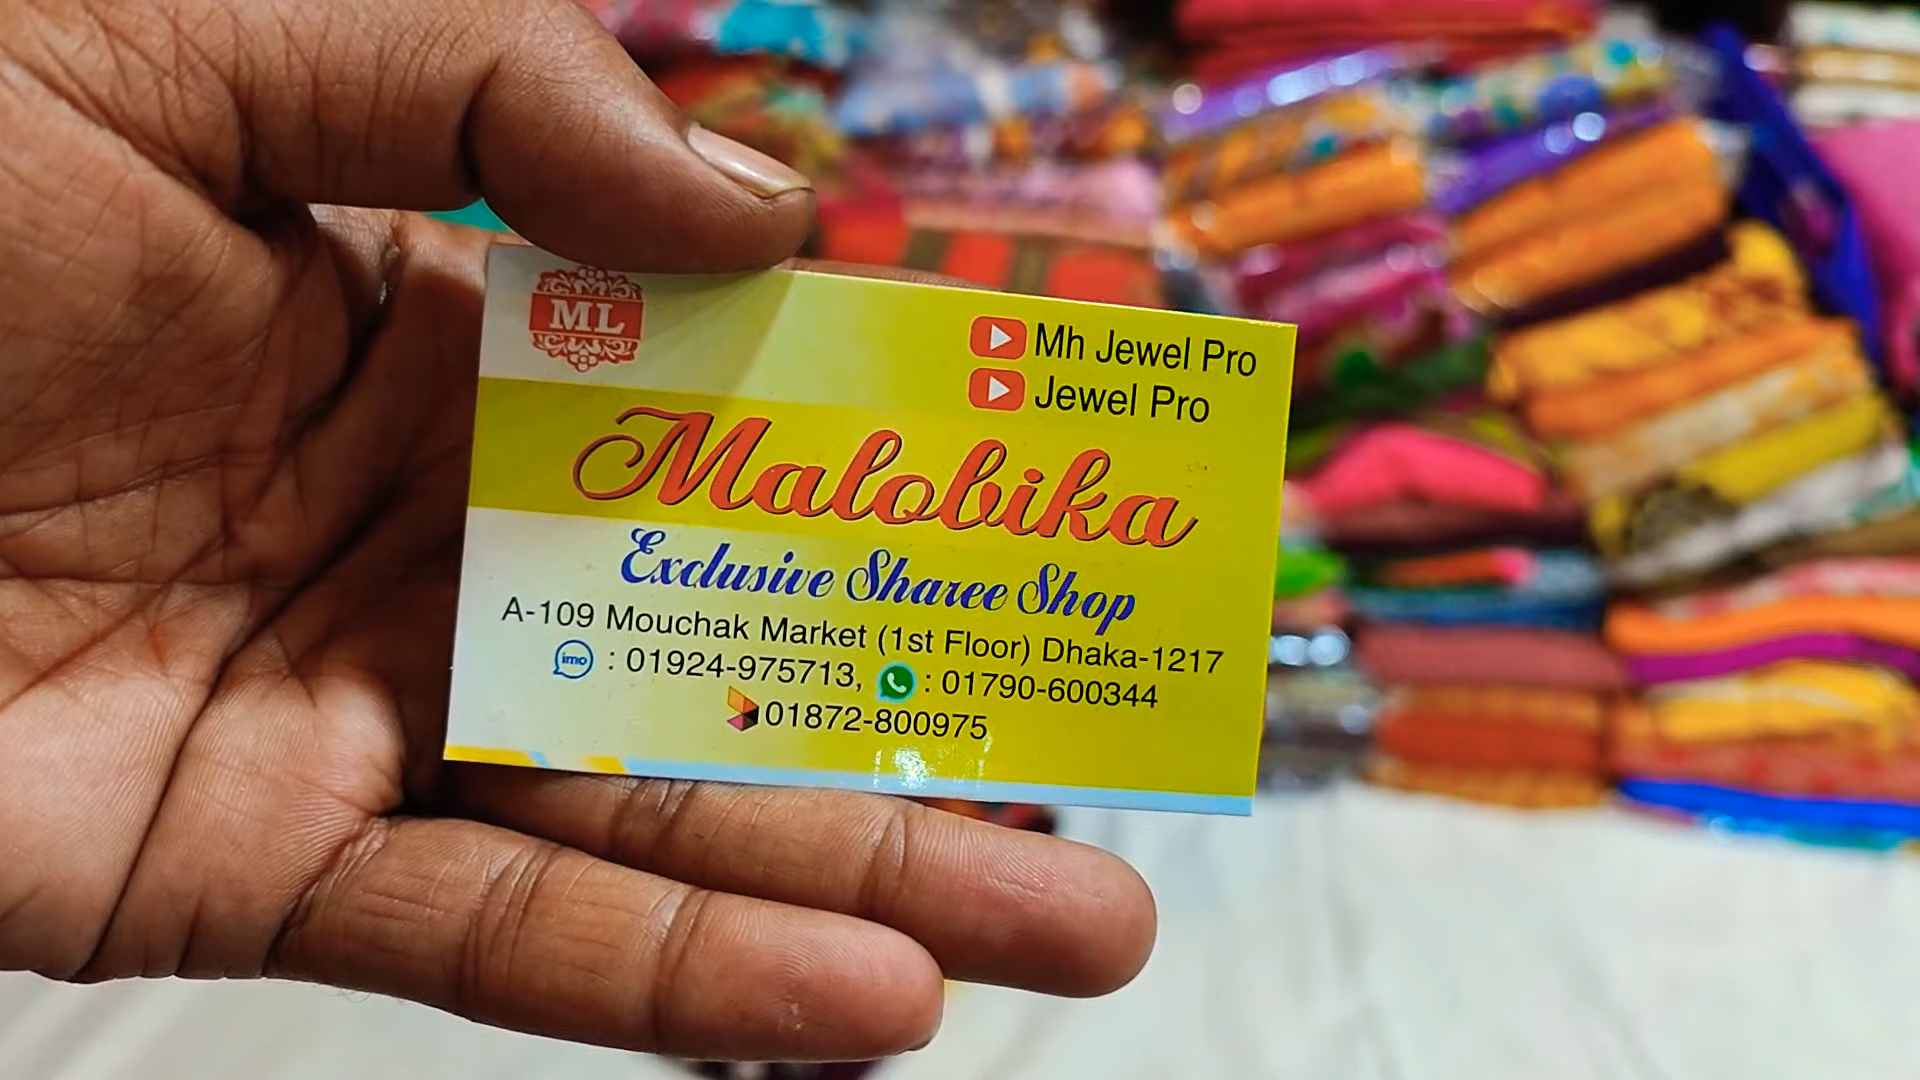 ML
Mh Jewel Pro
Jewel Pro
Malobika
Exclusive Sharee Shop
A-109 Mouchak Market (1st Floor) Dhaka-1217
imo : 01924-975713, : 01790-600344
01872-800975